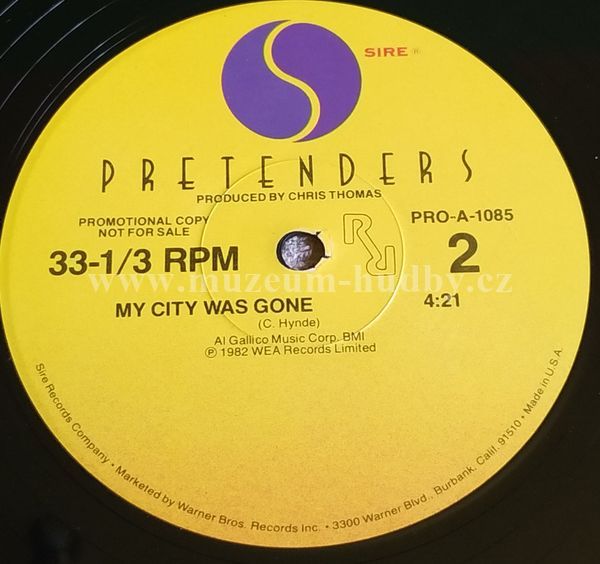 SIRE ®
PRETENDERS
PRODUCED BY CHRIS THOMAS
PROMOTIONAL COPY
NOT FOR SALE
PRO-A-1085
33-1/3 RPM
2
MY CITY WAS GONE
4:21
(C. Hynde)
Al Gallico Music Corp. BMI
℗ 1982 WEA Records Limited
www.muzeum-hudby.cz
Sire Records Company • Marketed by Warner Bros. Records Inc. • 3300 Warner Blvd., Burbank, Calif. 91510 • Made in U.S.A.